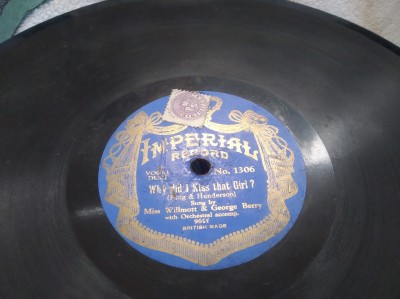 IMPERIAL
RECORD
VOCAL
DUET
No. 1306
Why did I Kiss that Girl?
(King & Henderson)
Sung by
Miss Willmott & George Berry
with Orchestral accomp.
BRITISH MADE